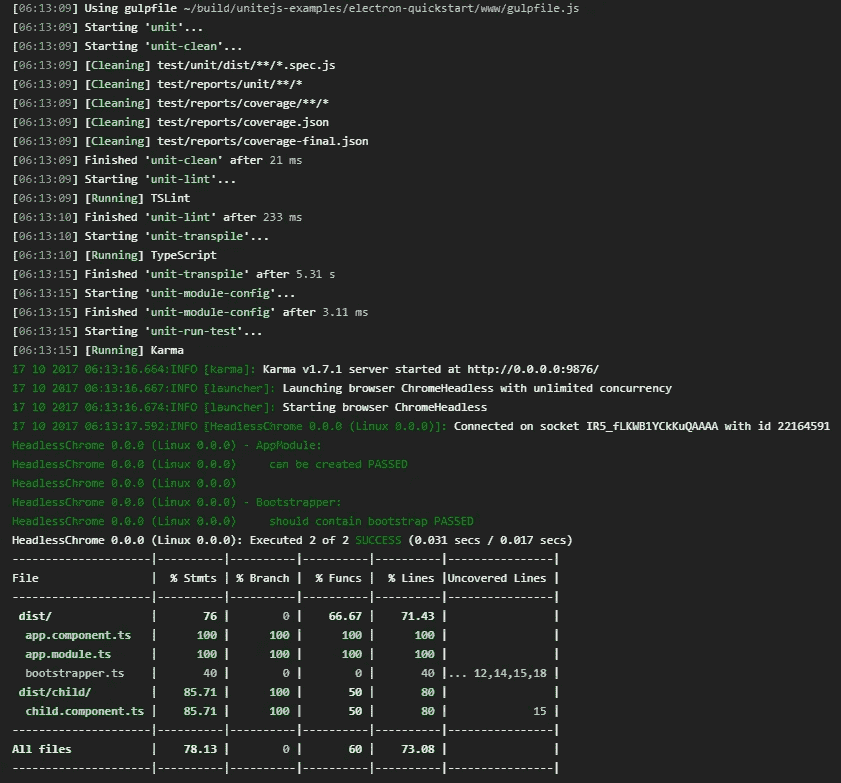 [06:13:09] Using gulpfile ~/build/unitejs-examples/electron-quickstart/www/gulpfile.js
[06:13:09] Starting 'unit'...
[06:13:09] Starting 'unit-clean'...
[06:13:09] [Cleaning] test/unit/dist/**/*.spec.js
[06:13:09] [Cleaning] test/reports/unit/**/*
[06:13:09] [Cleaning] test/reports/coverage/**/*
[06:13:09] [Cleaning] test/reports/coverage.json
[06:13:09] [Cleaning] test/reports/coverage-final.json
[06:13:09] Finished 'unit-clean' after 21 ms
[06:13:09] Starting 'unit-lint'...
[06:13:09] [Running] TSLint
[06:13:10] Finished 'unit-lint' after 233 ms
[06:13:10] Starting 'unit-transpile'...
[06:13:10] [Running] TypeScript
[06:13:15] Finished 'unit-transpile' after 5.31 s
[06:13:15] Starting 'unit-module-config'...
[06:13:15] Finished 'unit-module-config' after 3.11 ms
[06:13:15] Starting 'unit-run-test'...
[06:13:15] [Running] Karma
17 10 2017 06:13:16.664:INFO [karma]: Karma v1.7.1 server started at http://0.0.0.0:9876/
17 10 2017 06:13:16.667:INFO [launcher]: Launching browser ChromeHeadless with unlimited concurrency
17 10 2017 06:13:16.674:INFO [launcher]: Starting browser ChromeHeadless
17 10 2017 06:13:17.592:INFO [HeadlessChrome 0.0.0 (Linux 0.0.0)]: Connected on socket IR5_fLKWB1YCkKuQAAAA with id 22164591
HeadlessChrome 0.0.0 (Linux 0.0.0) - AppModule:
HeadlessChrome 0.0.0 (Linux 0.0.0)     can be created PASSED
HeadlessChrome 0.0.0 (Linux 0.0.0)
HeadlessChrome 0.0.0 (Linux 0.0.0) - Bootstrapper:
HeadlessChrome 0.0.0 (Linux 0.0.0)     should contain bootstrap PASSED
HeadlessChrome 0.0.0 (Linux 0.0.0): Executed 2 of 2 SUCCESS (0.031 secs / 0.017 secs)
---------------------|----------|----------|----------|----------|----------------|
File                 |  % Stmts | % Branch |  % Funcs |  % Lines |Uncovered Lines |
---------------------|----------|----------|----------|----------|----------------|
 dist/               |       76 |        0 |    66.67 |    71.43 |                |
  app.component.ts   |      100 |      100 |      100 |      100 |                |
  app.module.ts      |      100 |      100 |      100 |      100 |                |
  bootstrapper.ts    |       40 |        0 |        0 |       40 |... 12,14,15,18 |
 dist/child/         |    85.71 |      100 |       50 |       80 |                |
  child.component.ts |    85.71 |      100 |       50 |       80 |             15 |
---------------------|----------|----------|----------|----------|----------------|
All files            |    78.13 |        0 |       60 |    73.08 |                |
---------------------|----------|----------|----------|----------|----------------|